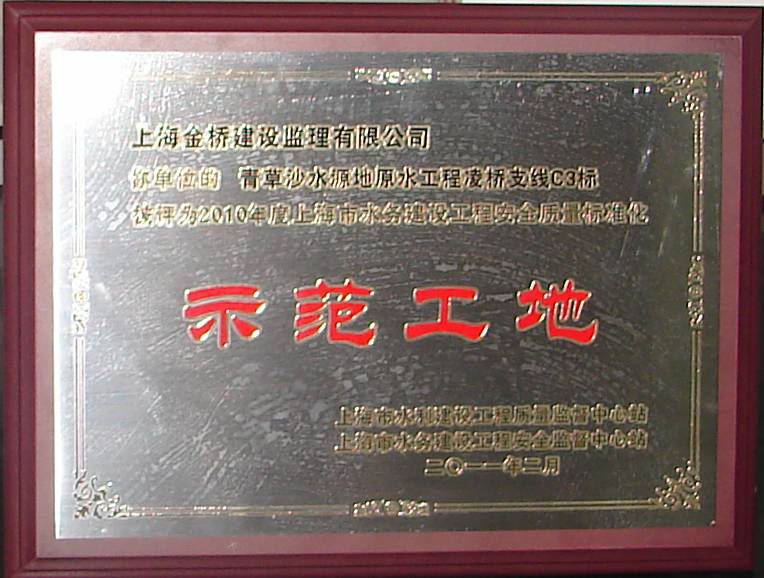 上海金桥建设监理有限公司
你单位的 青草沙水源地原水工程凌桥支线C3标
被评为2010年度上海市水务建设工程安全质量标准化
示范工地
上海市水利建设工程质量监督中心站
上海市水务建设工程安全监督中心站
二〇一一年二月